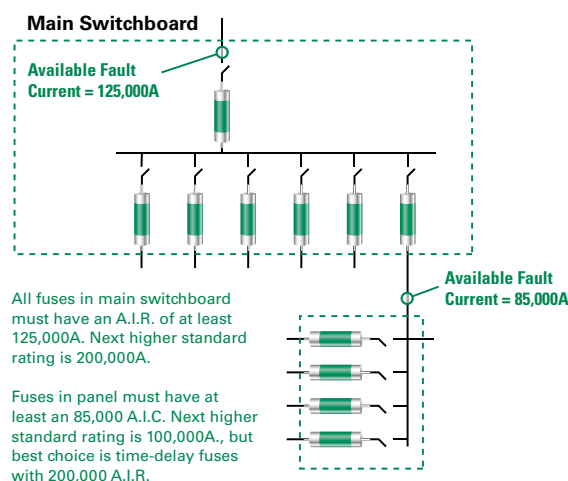 Main Switchboard
Available Fault
Current = 125,000A
Available Fault
Current = 85,000A
All fuses in main switchboard
must have an A.I.R. of at least
125,000A. Next higher standard
rating is 200,000A.
Fuses in panel must have at
least an 85,000 A.I.C. Next higher
standard rating is 100,000A., but
best choice is time-delay fuses
with 200.000 A.I.R.